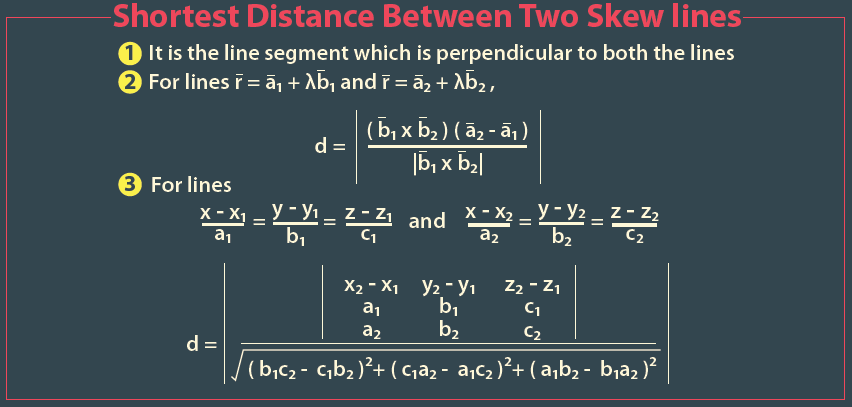 Shortest Distance Between Two Skew lines
1 It is the line segment which is perpendicular to both the lines
2 For lines r̄ = ā₁ + λb̄₁ and r̄ = ā₂ + λb̄₂ ,
d = | ( b̄₁ x b̄₂ ) ( ā₂ - ā₁ ) / |b̄₁ x b̄₂| |
3 For lines
x - x₁ / a₁ = y - y₁ / b₁ = z - z₁ / c₁ and x - x₂ / a₂ = y - y₂ / b₂ = z - z₂ / c₂
x₂ - x₁ y₂ - y₁ z₂ - z₁
a₁ b₁ c₁
a₂ b₂ c₂
d =
√( b₁c₂ - c₁b₂ )²+ ( c₁a₂ - a₁c₂ )²+ ( a₁b₂ - b₁a₂ )²